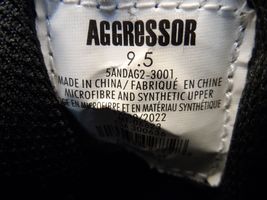 AGGRESSOR
9.5
5ANDAG2-3001
MADE IN CHINA/ FABRIQUÉ EN CHINE
MICROFIBRE AND SYNTHETIC UPPER
EN MICROFIBRE ET EN MATÉRIAU SYNTHÉTIQUE
/2022